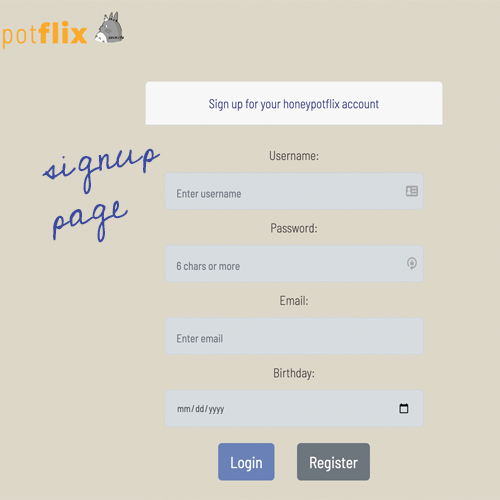 potflix
Sign up for your honeypotflix account
signup
page
Username:
Enter username
Password:
6 chars or more
Email:
Enter email
Birthday:
mm/dd/yyyy
Login Register